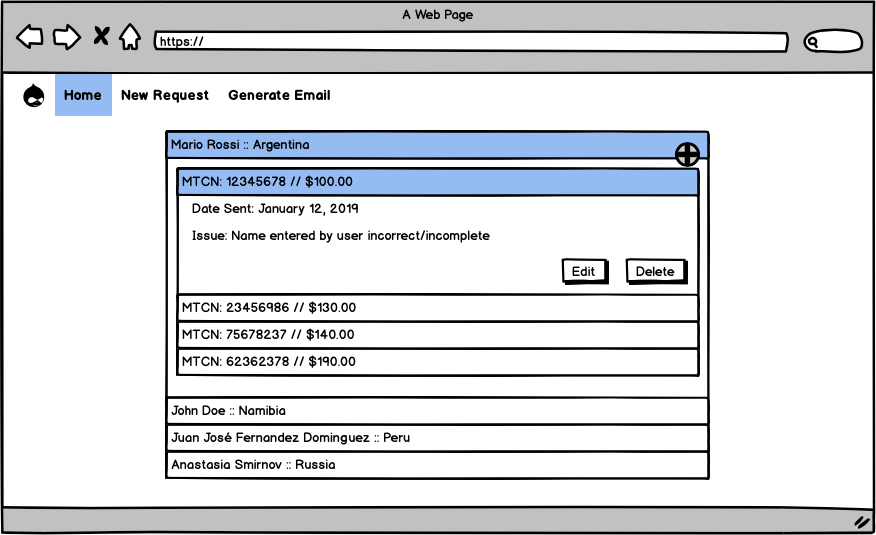 A Web Page
https://
Home New Request Generate Email
Mario Rossi :: Argentina
MTCN: 12345678 // $100.00
Date Sent: January 12, 2019
Issue: Name entered by user incorrect/incomplete
Edit Delete
MTCN: 23456986 // $130.00
MTCN: 75678237 // $140.00
MTCN: 62362378 // $190.00
John Doe :: Namibia
Juan José Fernandez Dominguez :: Peru
Anastasia Smirnov :: Russia